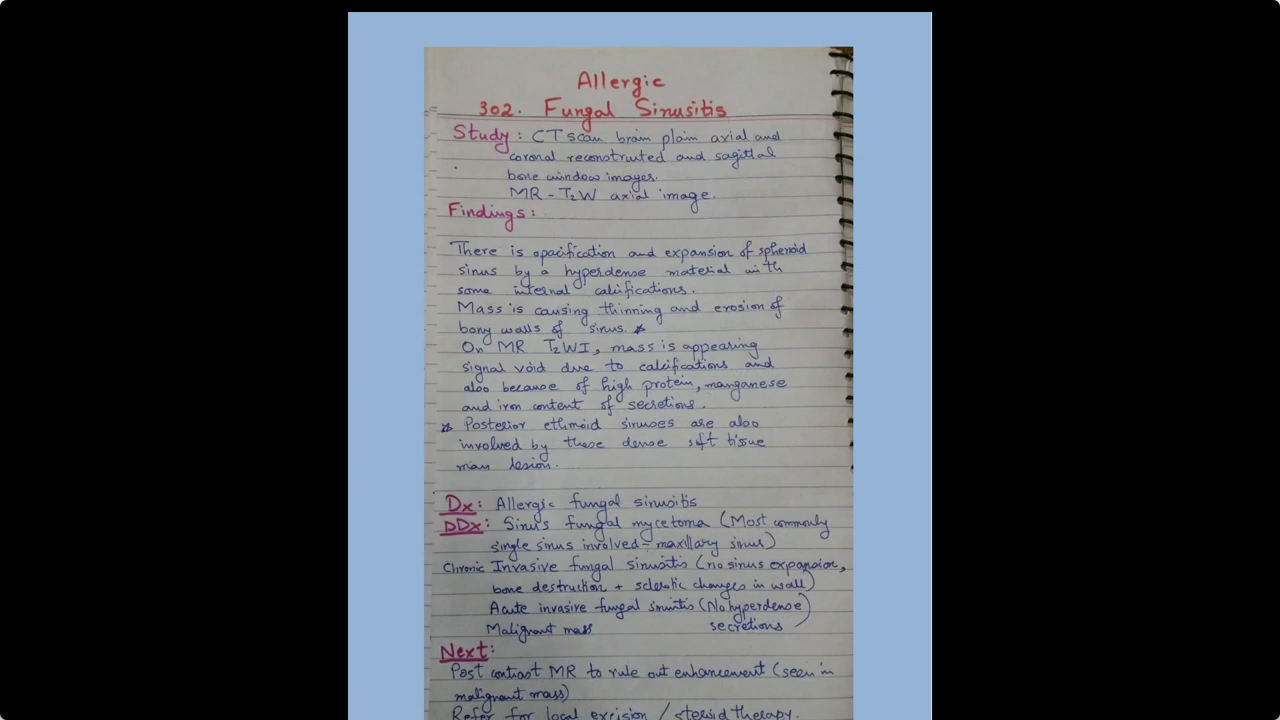 Allergic
302. Fungal Sinusitis
Study: CT scan brain plain axial and
coronal reconstructed and sagittal
bone window images.
MR - T2W axial image.
Findings:
There is opacification and expansion of sphenoid
sinus by a hyperdense material with
some internal calcifications.
Mass is causing thinning and erosion of
bony walls of sinus. *
On MR T2WI, mass is appearing
signal void due to calcifications and
also because of high protein, manganese
and iron content of secretions.
* Posterior ethmoid sinuses are also
involved by these dense sft tissue
mass lesion.
Dx: Allergic fungal sinusitis
DDx: Sinus fungal mycetoma (Most commonly
single sinus involved = maxillary sinus)
Chronic Invasive fungal sinusitis (no sinus expansion,
bone destruction + sclerotic changes in wall)
Acute invasive fungal sinusitis (No hyperdense
secretions)
Malignant mass
Next:
Post contrast MR to rule out enhancement (seen in
malignant mass)
Refer for local excision / steroid therapy.